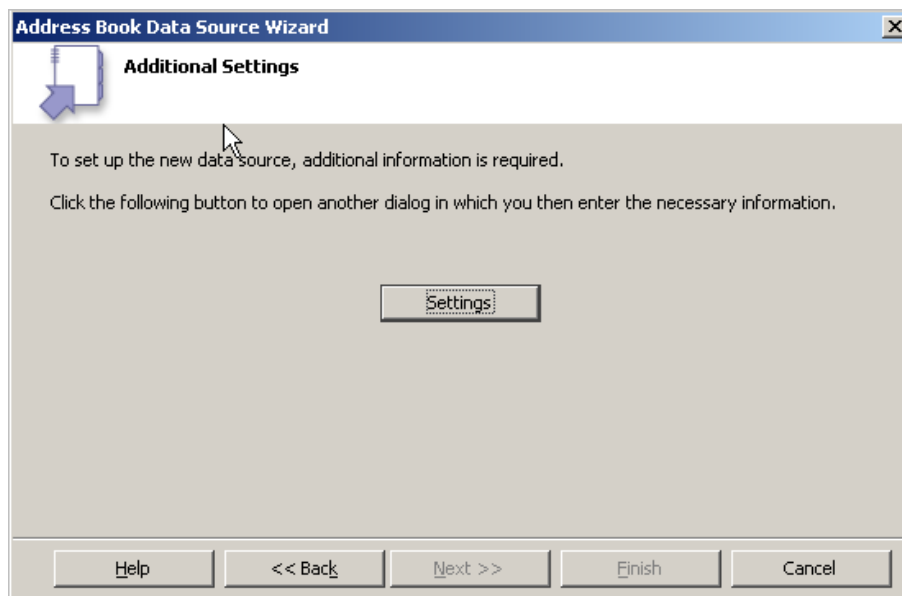 Address Book Data Source Wizard
Additional Settings
To set up the new data source, additional information is required.
Click the following button to open another dialog in which you then enter the necessary information.
Settings
Help
<< Back
Next >>
Finish
Cancel